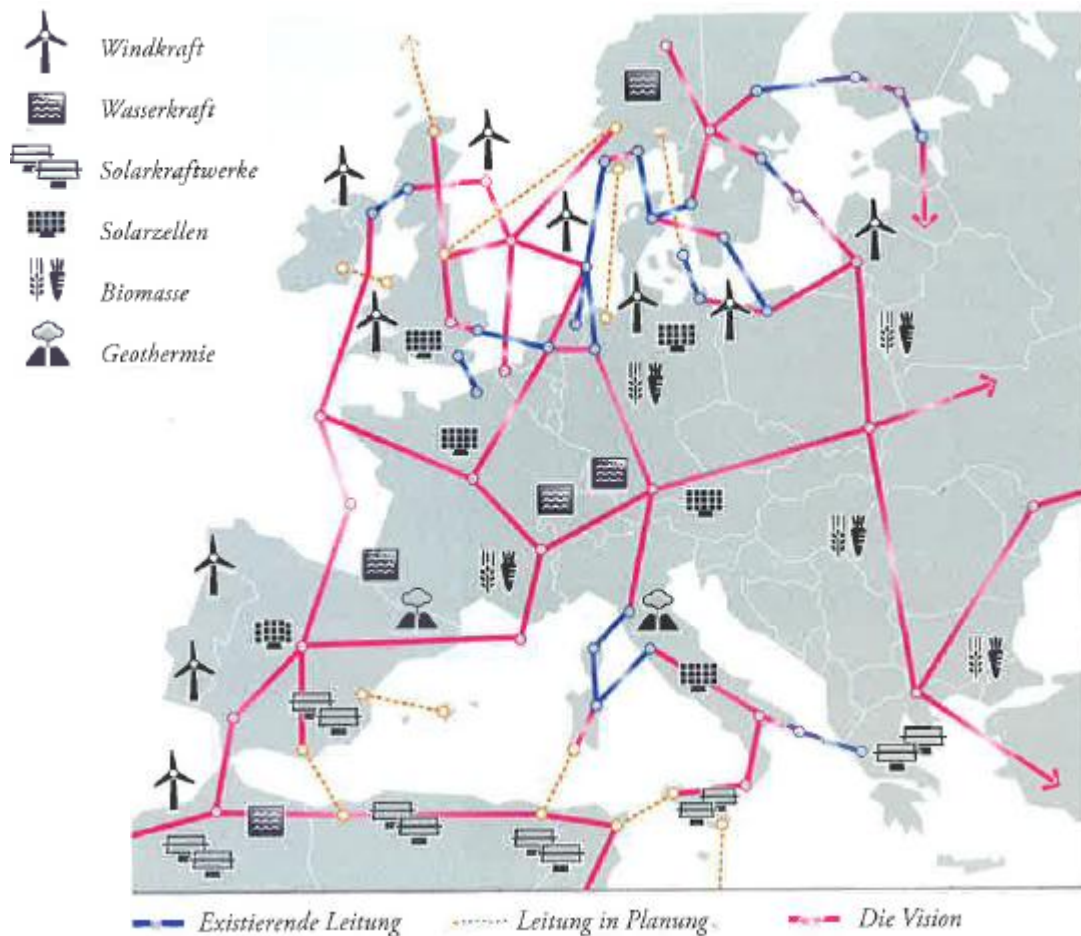 Windkraft
Wasserkraft
Solarkraftwerke
Solarzellen
Biomasse
Geothermie
Existierende Leitung
Leitung in Planung
Die Vision